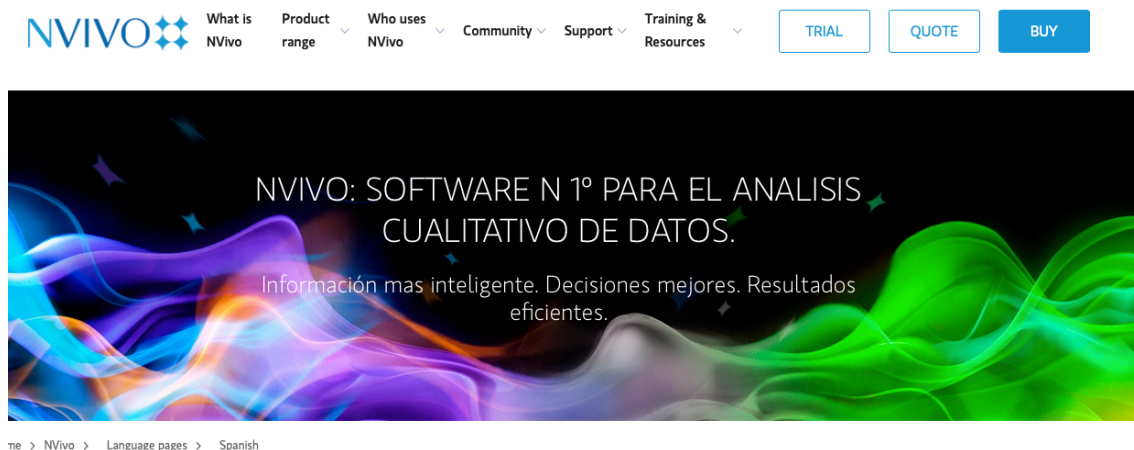 NVIVO
What is
NVivo
Product
range
Who uses
NVivo
Community
Support
Training &
Resources
TRIAL
QUOTE
BUY
NVIVO: SOFTWARE N 1º PARA EL ANALISIS
CUALITATIVO DE DATOS.
Información mas inteligente. Decisiones mejores. Resultados
eficientes.
me > NVivo > Language pages > Spanish